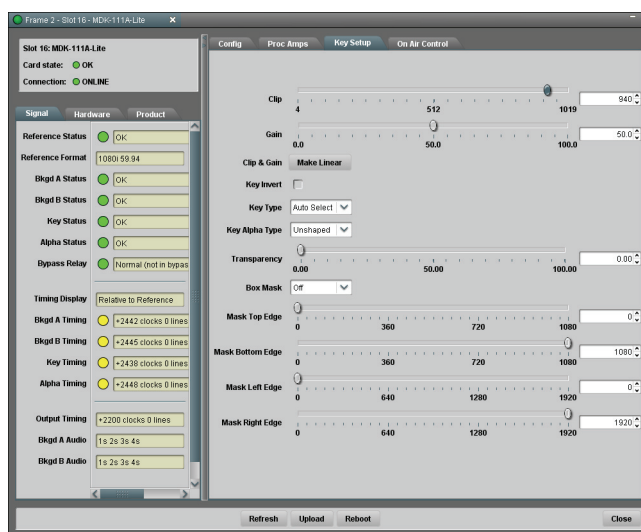 Frame 2 - Slot 16 - MDK-111A-Lite
Slot 16: MDK-111A-Lite
Card state: OK
Connection: ONLINE
Signal Hardware Product
Reference Status OK
Reference Format 1080i 59.94
Bkgd A Status OK
Bkgd B Status OK
Key Status OK
Alpha Status OK
Bypass Relay Normal (not in bypas
Timing Display Relative to Reference
Bkgd A Timing +2442 clocks 0 lines
Bkgd B Timing +2445 clocks 0 lines
Key Timing +2438 clocks 0 lines
Alpha Timing +2448 clocks 0 lines
Output Timing +2200 clocks 0 lines
Bkgd A Audio 1s 2s 3s 4s
Bkgd B Audio 1s 2s 3s 4s
Config Proc Amps Key Setup On Air Control
Clip 940
4 512 1019
Gain 50.0
0.0 50.0 100.0
Clip & Gain Make Linear
Key Invert
Key Type Auto Select
Key Alpha Type Unshaped
Transparency 0.00
0.00 50.00 100.00
Box Mask Off
Mask Top Edge 0
0 360 720 1080
Mask Bottom Edge 1080
0 360 720 1080
Mask Left Edge 0
0 640 1280 1920
Mask Right Edge 1920
0 640 1280 1920
Refresh Upload Reboot Close